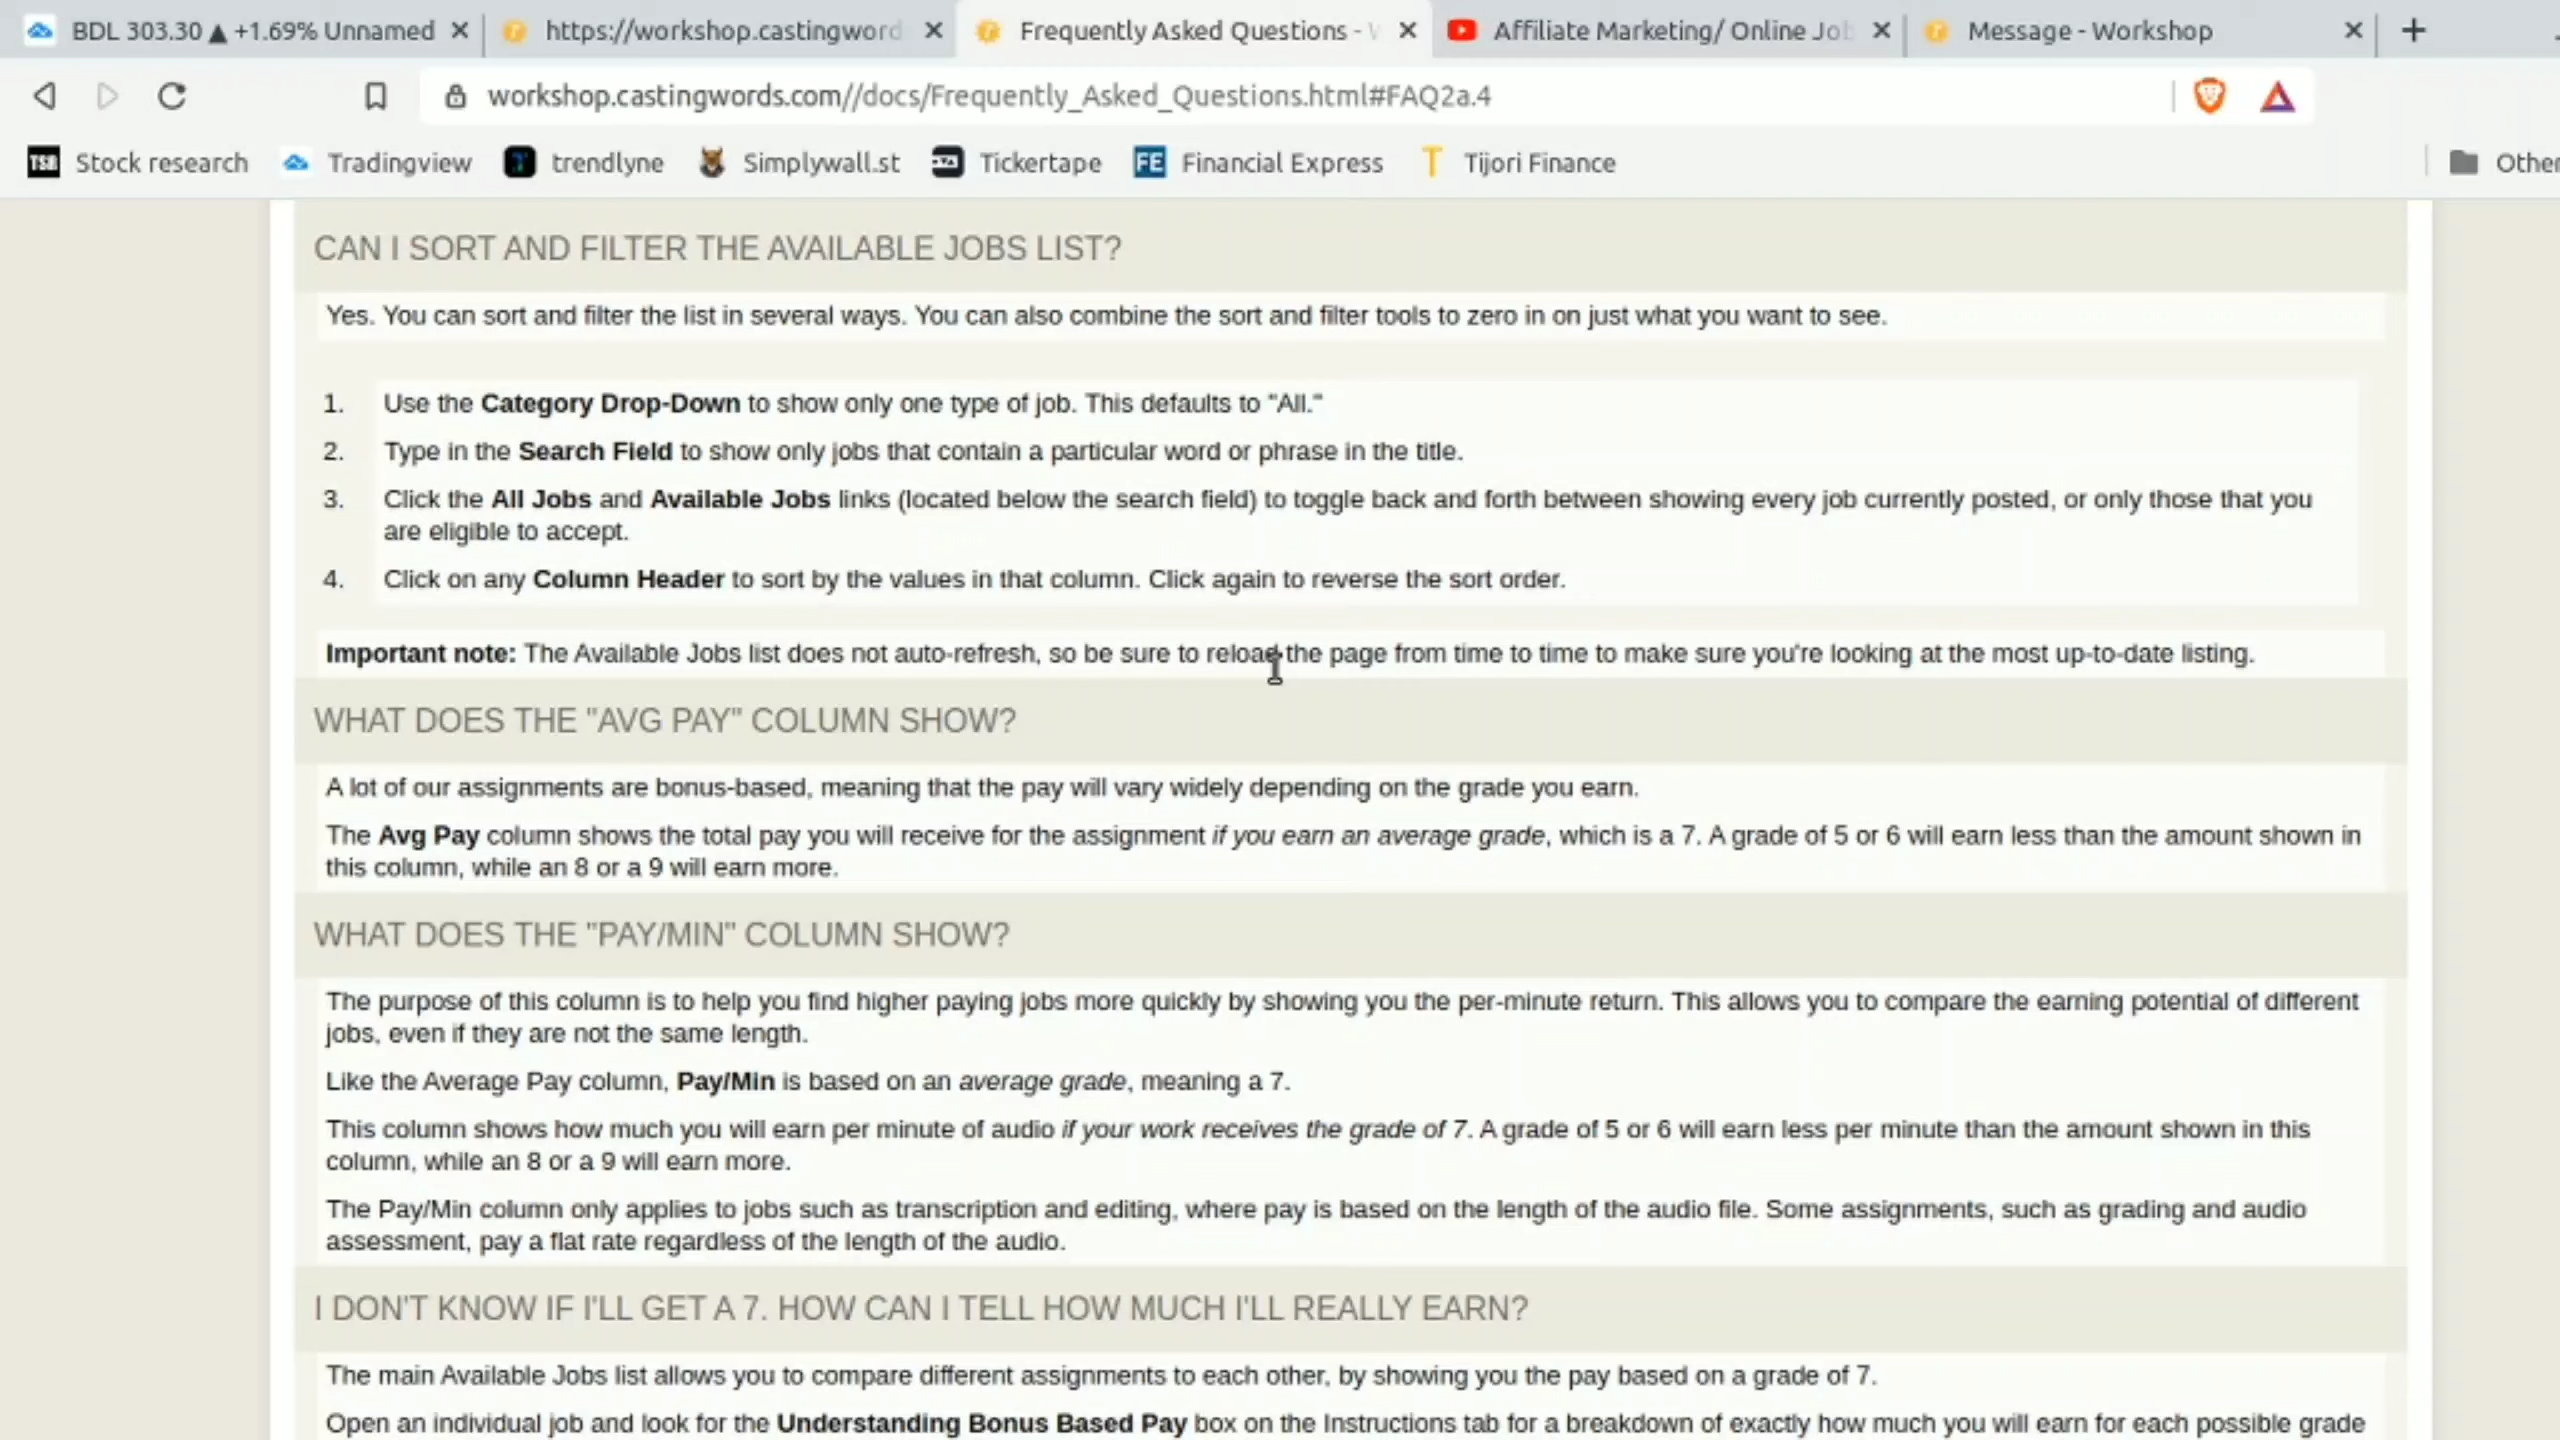 BDL 303.30 ▲ +1.69% Unnamed
https://workshop.castingword
Frequently Asked Questions -
Affiliate Marketing/ Online Job
Message - Workshop
workshop.castingwords.com//docs/Frequently_Asked_Questions.html#FAQ2a.4
TSR Stock research
Tradingview
trendlyne
Simplywall.st
Tickertape
FE Financial Express
Tijori Finance
Other
CAN I SORT AND FILTER THE AVAILABLE JOBS LIST?
Yes. You can sort and filter the list in several ways. You can also combine the sort and filter tools to zero in on just what you want to see.
1. Use the Category Drop-Down to show only one type of job. This defaults to "All."
2. Type in the Search Field to show only jobs that contain a particular word or phrase in the title.
3. Click the All Jobs and Available Jobs links (located below the search field) to toggle back and forth between showing every job currently posted, or only those that you
are eligible to accept.
4. Click on any Column Header to sort by the values in that column. Click again to reverse the sort order.
Important note: The Available Jobs list does not auto-refresh, so be sure to reload the page from time to time to make sure you're looking at the most up-to-date listing.
WHAT DOES THE "AVG PAY" COLUMN SHOW?
A lot of our assignments are bonus-based, meaning that the pay will vary widely depending on the grade you earn.
The Avg Pay column shows the total pay you will receive for the assignment if you earn an average grade, which is a 7. A grade of 5 or 6 will earn less than the amount shown in
this column, while an 8 or a 9 will earn more.
WHAT DOES THE "PAY/MIN" COLUMN SHOW?
The purpose of this column is to help you find higher paying jobs more quickly by showing you the per-minute return. This allows you to compare the earning potential of different
jobs, even if they are not the same length.
Like the Average Pay column, Pay/Min is based on an average grade, meaning a 7.
This column shows how much you will earn per minute of audio if your work receives the grade of 7. A grade of 5 or 6 will earn less per minute than the amount shown in this
column, while an 8 or a 9 will earn more.
The Pay/Min column only applies to jobs such as transcription and editing, where pay is based on the length of the audio file. Some assignments, such as grading and audio
assessment, pay a flat rate regardless of the length of the audio.
I DON'T KNOW IF I'LL GET A 7. HOW CAN I TELL HOW MUCH I'LL REALLY EARN?
The main Available Jobs list allows you to compare different assignments to each other, by showing you the pay based on a grade of 7.
Open an individual job and look for the Understanding Bonus Based Pay box on the Instructions tab for a breakdown of exactly how much you will earn for each possible grade